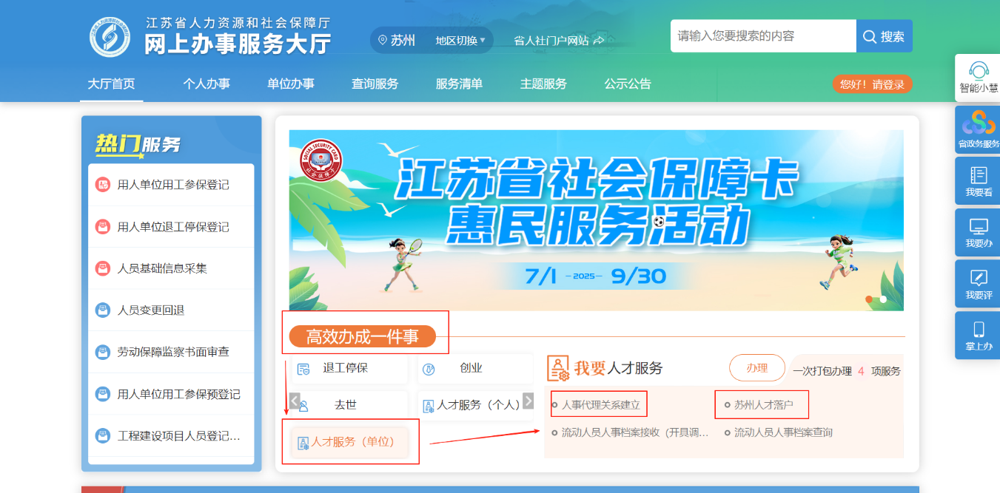 江苏省人力资源和社会保障厅
网上办事服务大厅
苏州
地区切换
省人社门户网站
请输入您要搜索的内容
搜索
大厅首页
个人办事
单位办事
查询服务
服务清单
主题服务
公示公告
您好！请登录
智能小慧
省政务服务
我要看
我要办
我要评
掌上办
热门服务
用人单位用工参保登记
用人单位退工停保登记
人员基础信息采集
人员变更回退
劳动保障监察书面审查
用人单位用工参保预登记
工程建设项目人员登记…
SOCIAL SECURITY CARD
社会保障卡
江苏省社会保障卡
惠民服务活动
7/1 —2025— 9/30
高效办成一件事
退工停保
创业
去世
人才服务（个人）
人才服务（单位）
我要人才服务
办理
一次打包办理 4 项服务
人事代理关系建立
苏州人才落户
流动人员人事档案接收（开具调…
流动人员人事档案查询